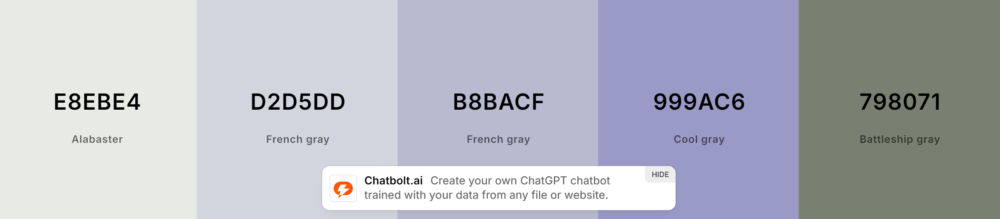 E8EBE4
Alabaster
D2D5DD
French gray
B8BACF
French gray
999AC6
Cool gray
798071
Battleship gray
Chatbolt.ai Create your own ChatGPT chatbot
trained with your data from any file or website.
HIDE